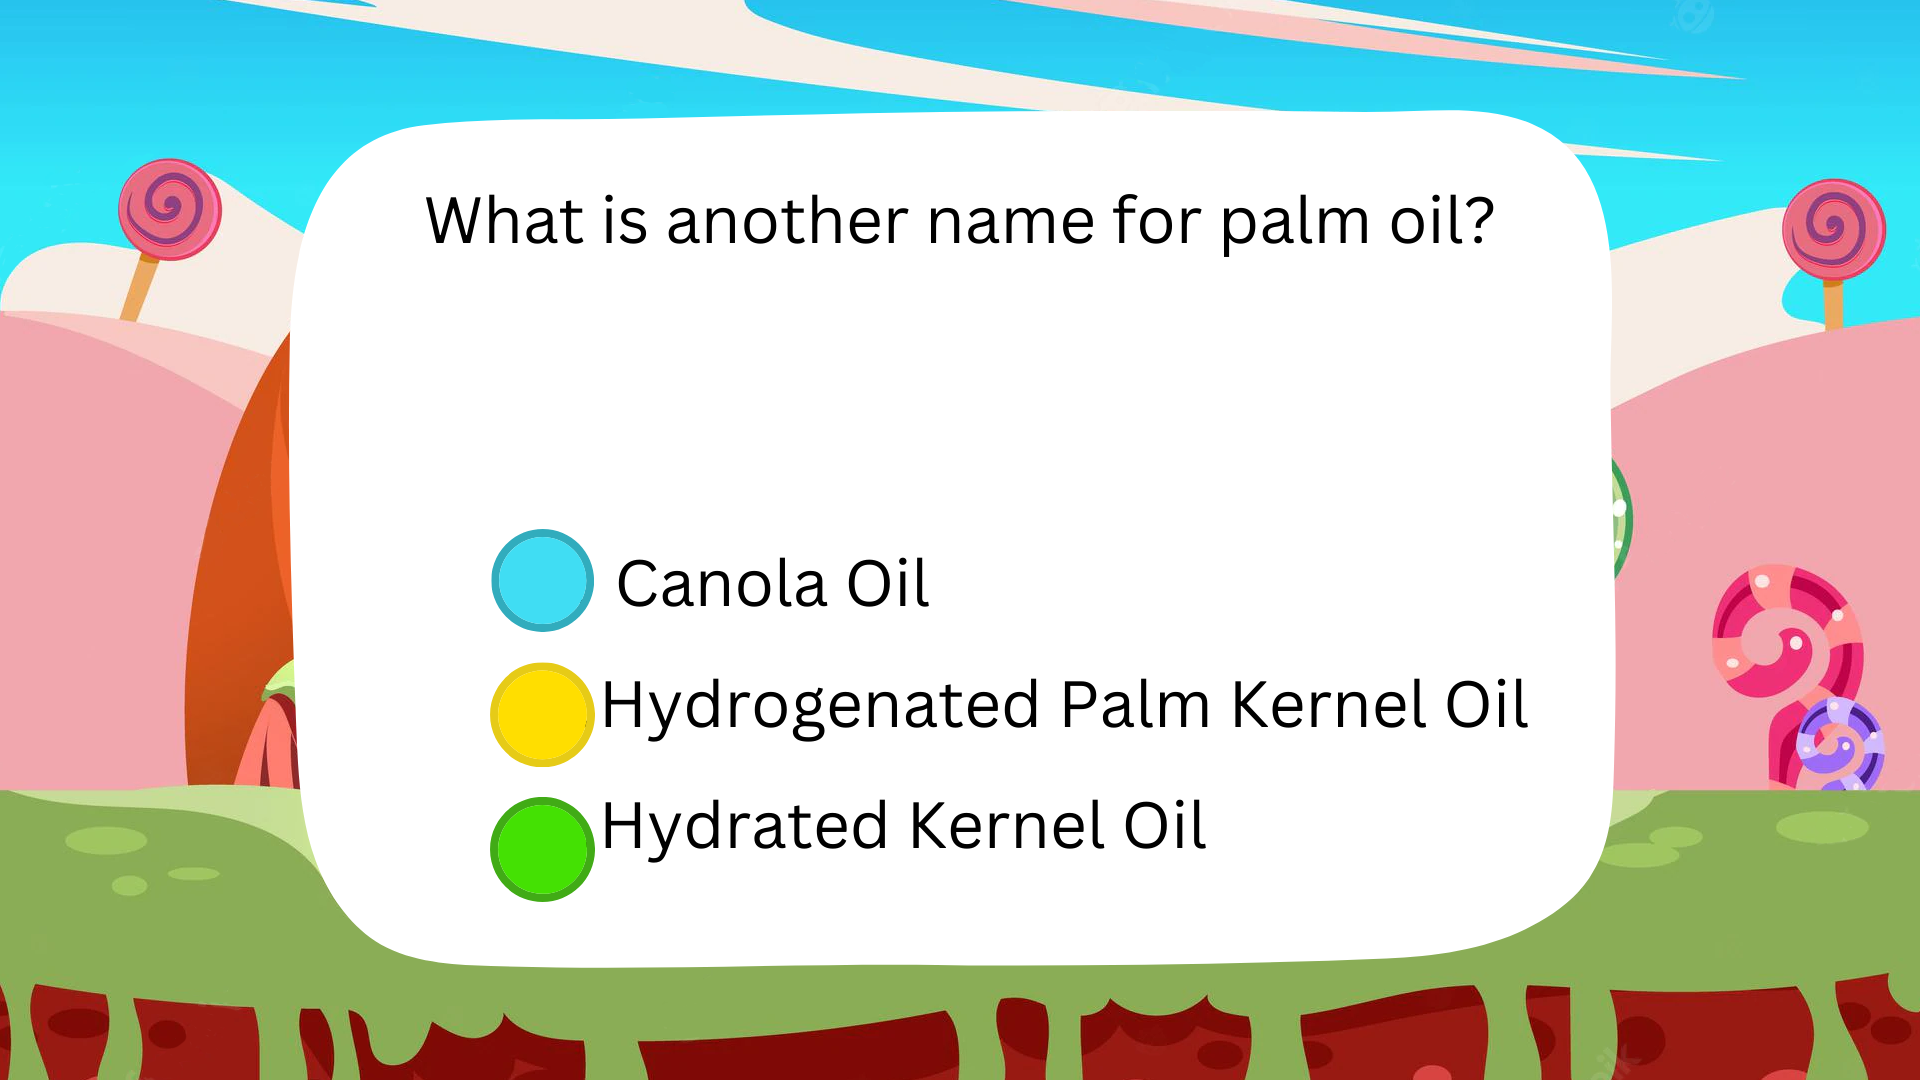 What is another name for palm oil?
Canola Oil
Hydrogenated Palm Kernel Oil
Hydrated Kernel Oil